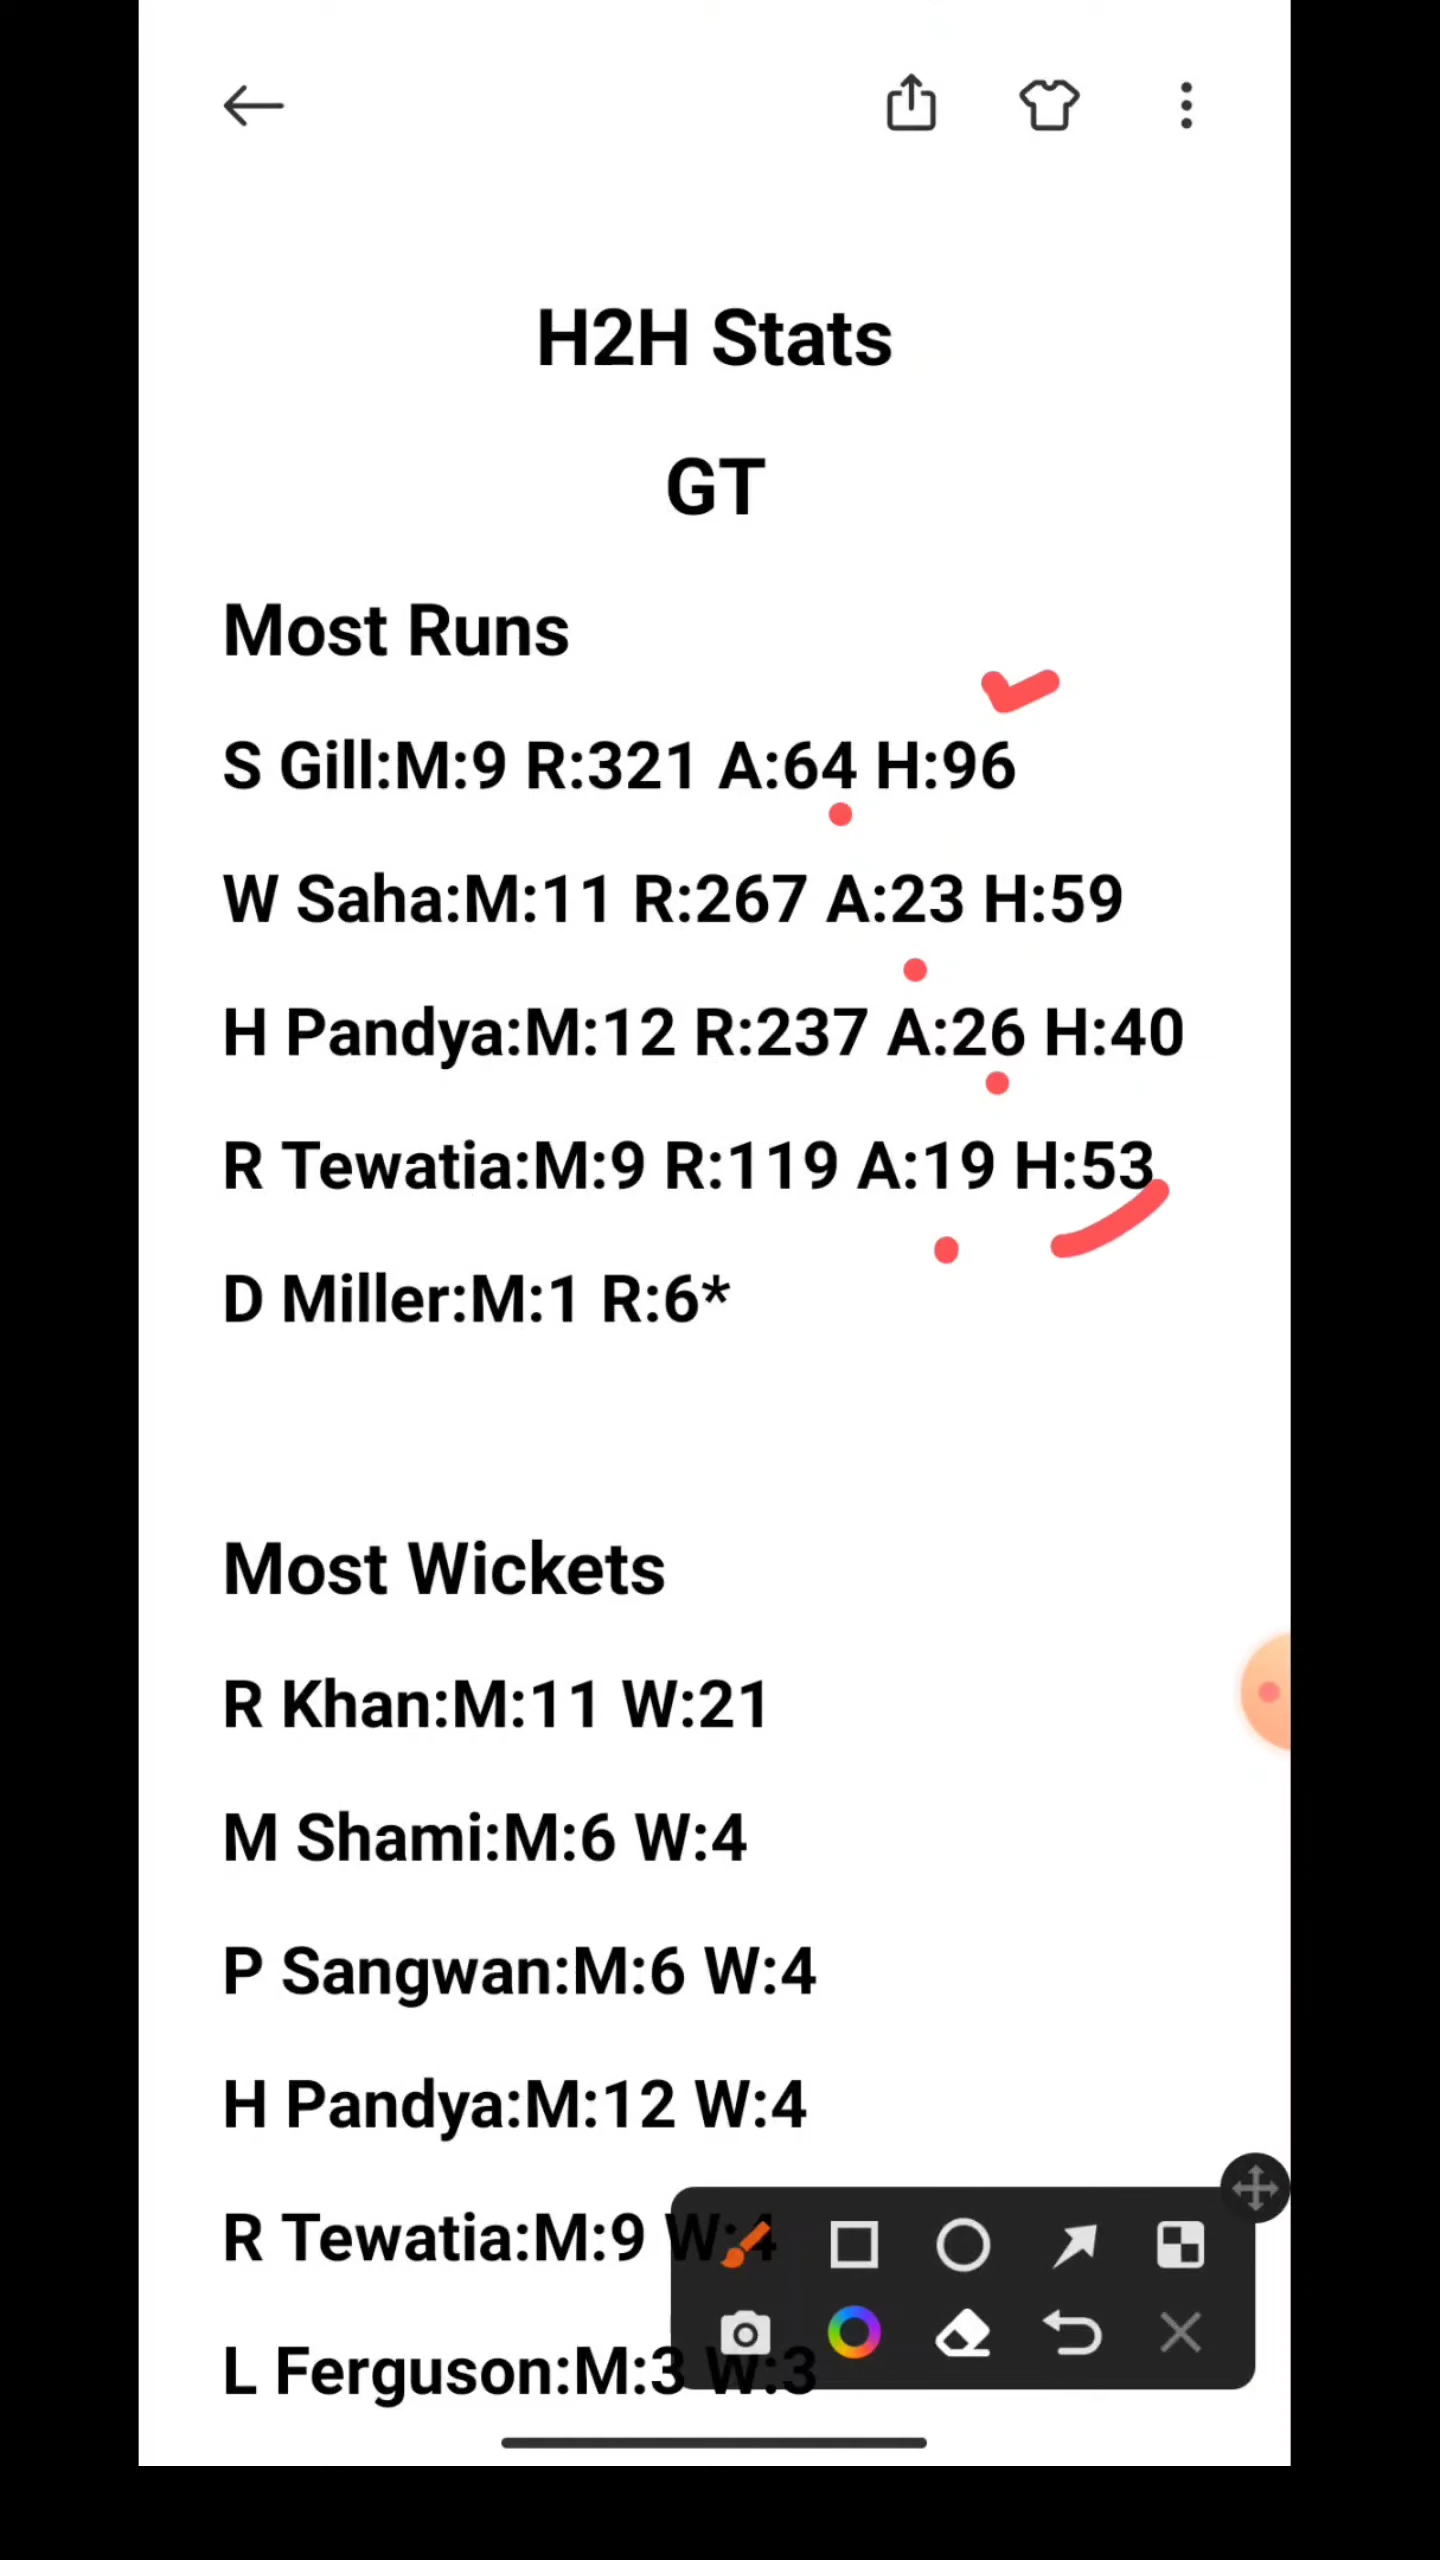 H2H Stats
GT
Most Runs
S Gill:M:9 R:321 A:64 H:96
W Saha:M:11 R:267 A:23 H:59
H Pandya:M:12 R:237 A:26 H:40
R Tewatia:M:9 R:119 A:19 H:53
D Miller:M:1 R:6*
Most Wickets
R Khan:M:11 W:21
M Shami:M:6 W:4
P Sangwan:M:6 W:4
H Pandya:M:12 W:4
R Tewatia:M:9 W:4
L Ferguson:M:3 W:3